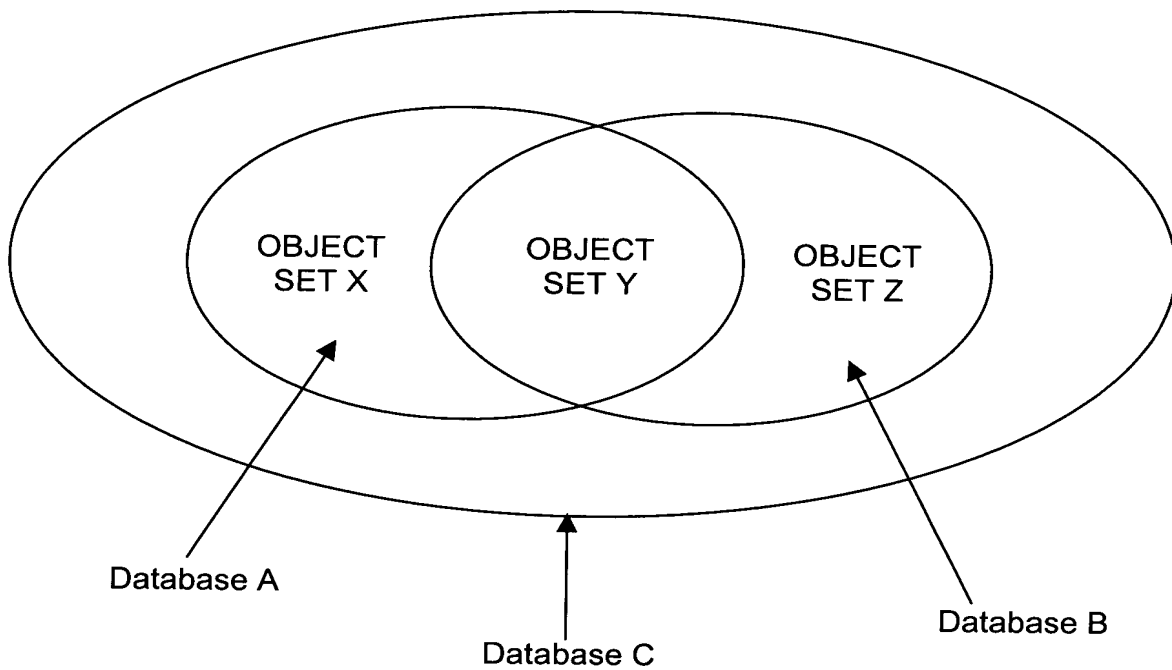 OBJECT
SET X
OBJECT
SET Y
OBJECT
SET Z
Database A
Database C
Database B